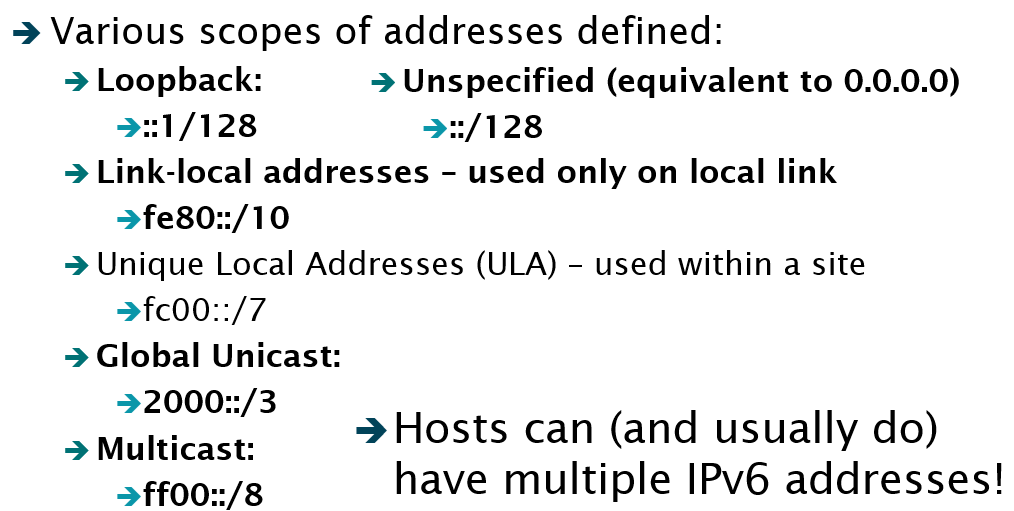 ➔ Various scopes of addresses defined:
➔ Loopback:
➔ ::1/128
➔ Unspecified (equivalent to 0.0.0.0)
➔ ::/128
➔ Link-local addresses – used only on local link
➔ fe80::/10
➔ Unique Local Addresses (ULA) – used within a site
➔ fc00::/7
➔ Global Unicast:
➔ 2000::/3
➔ Multicast:
➔ ff00::/8
➔ Hosts can (and usually do)
have multiple IPv6 addresses!